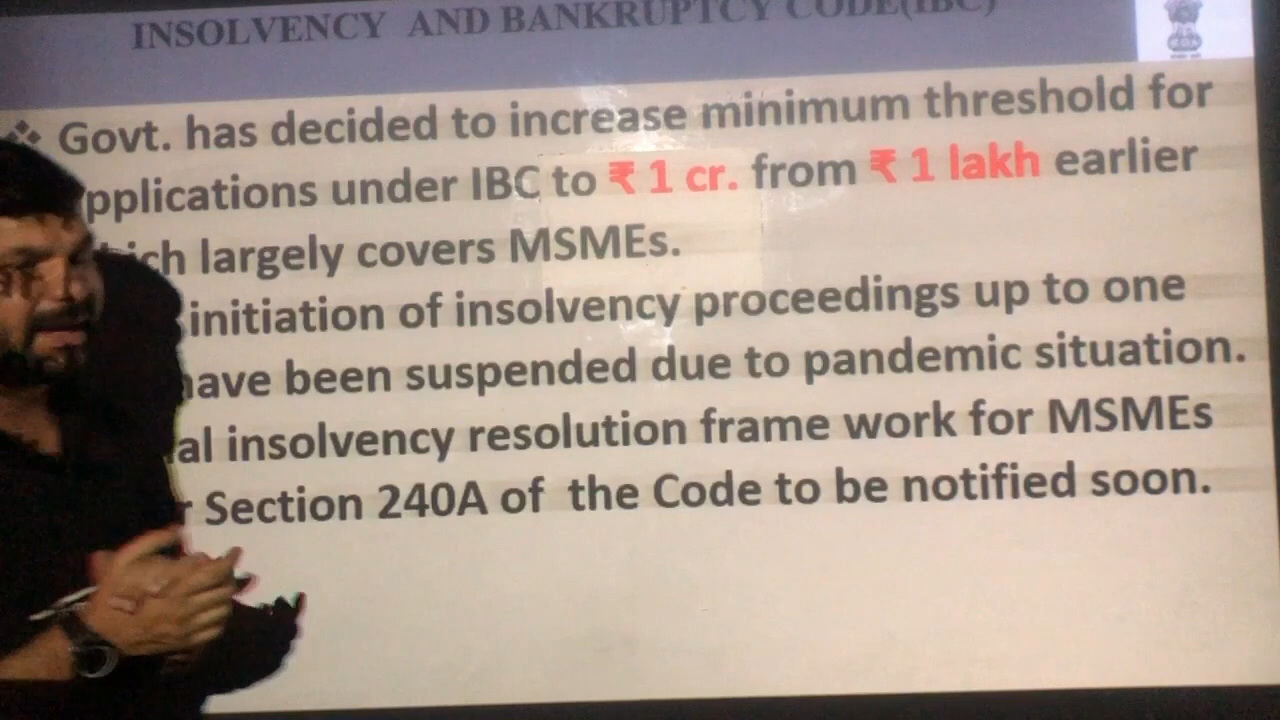 INSOLVENCY AND BANKRUPTCY CODE(IBC)
❖ Govt. has decided to increase minimum threshold for
pplications under IBC to ₹ 1 cr. from ₹ 1 lakh earlier
ich largely covers MSMEs.
initiation of insolvency proceedings up to one
have been suspended due to pandemic situation.
al insolvency resolution frame work for MSMEs
r Section 240A of the Code to be notified soon.